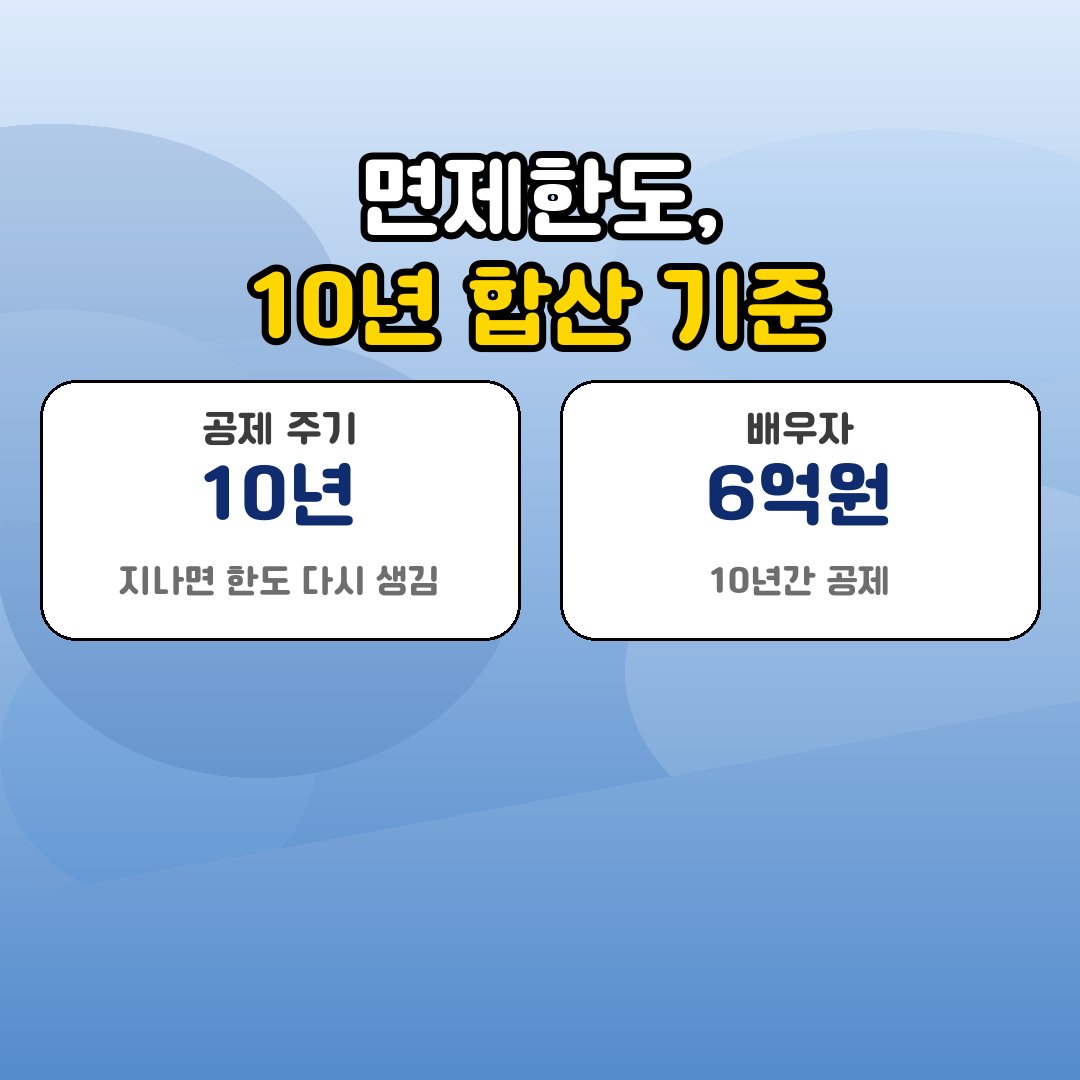 면제한도,
10년 합산 기준
공제 주기
10년
지나면 한도 다시 생김
배우자
6억원
10년간 공제